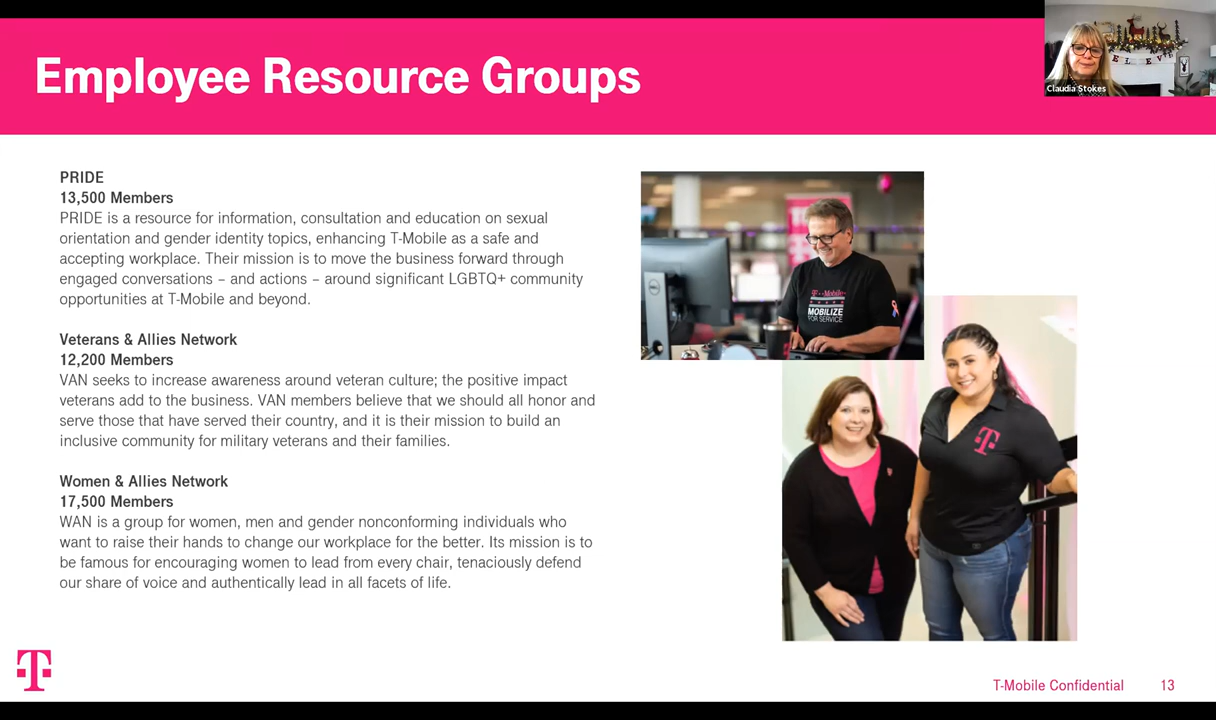 Employee Resource Groups
Claudia Stokes
PRIDE
13,500 Members
PRIDE is a resource for information, consultation and education on sexual
orientation and gender identity topics, enhancing T-Mobile as a safe and
accepting workplace. Their mission is to move the business forward through
engaged conversations – and actions – around significant LGBTQ+ community
opportunities at T-Mobile and beyond.
Veterans & Allies Network
12,200 Members
VAN seeks to increase awareness around veteran culture; the positive impact
veterans add to the business. VAN members believe that we should all honor and
serve those that have served their country, and it is their mission to build an
inclusive community for military veterans and their families.
Women & Allies Network
17,500 Members
WAN is a group for women, men and gender nonconforming individuals who
want to raise their hands to change our workplace for the better. Its mission is to
be famous for encouraging women to lead from every chair, tenaciously defend
our share of voice and authentically lead in all facets of life.
DELL
T-Mobile
MOBILIZE
FOR SERVICE
T
T
T-Mobile Confidential
13